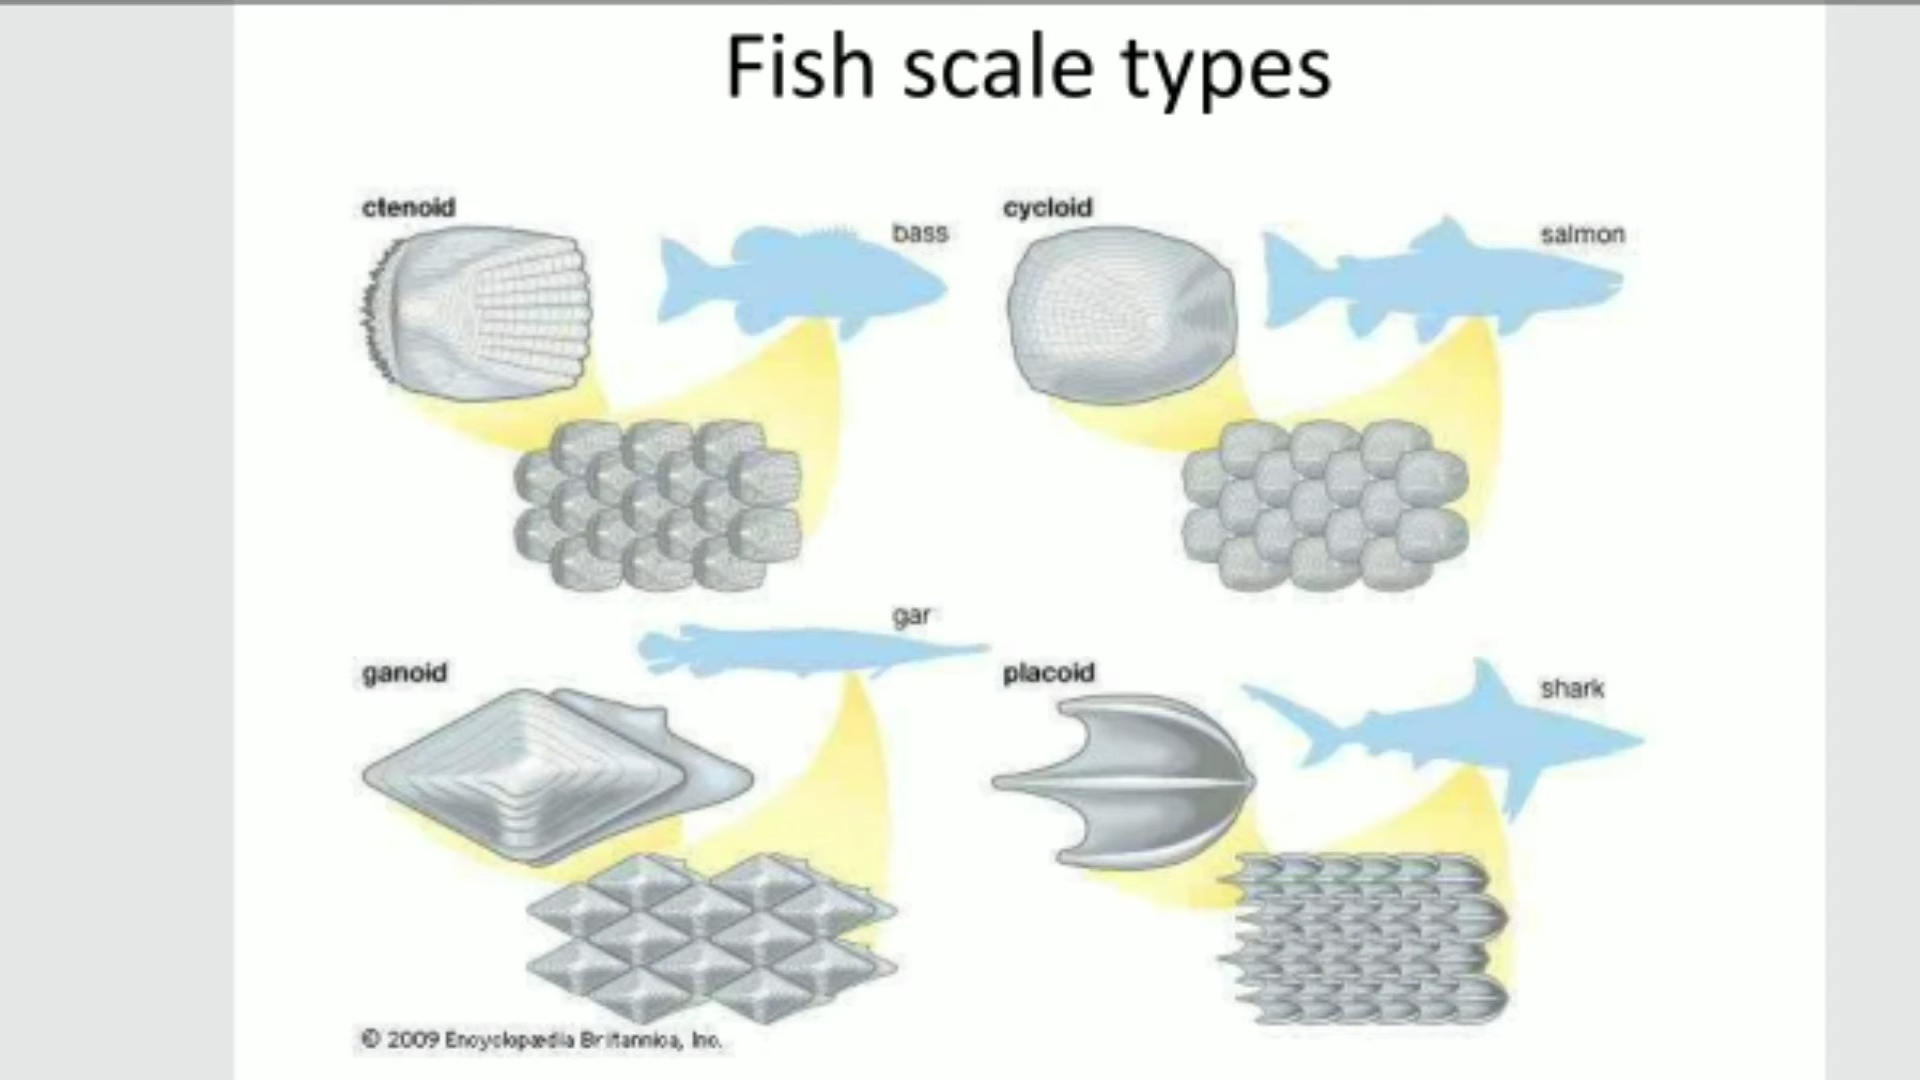 Fish scale types
ctenoid
bass
cycloid
salmon
gar
ganoid
placoid
shark
© 2009 Encyclopædia Britannica, Inc.